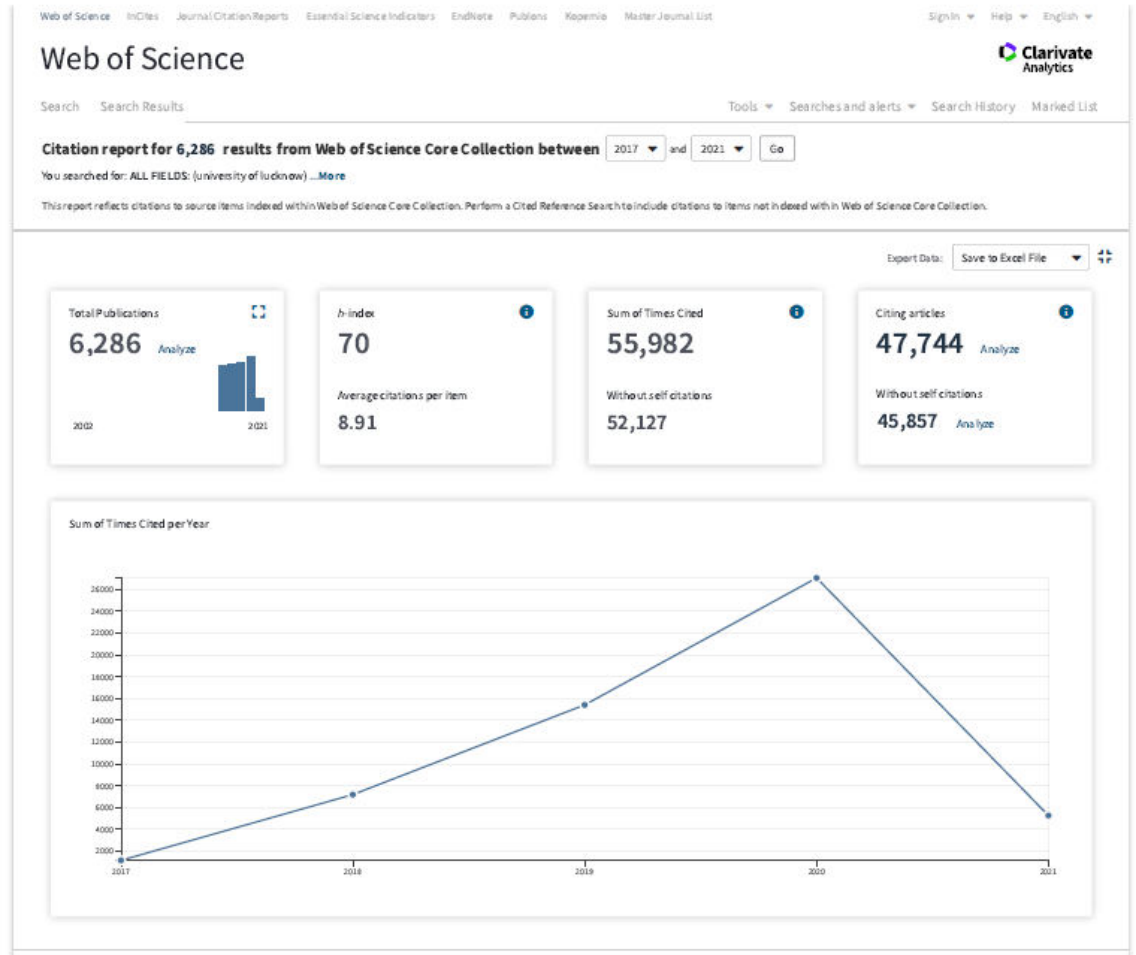 Web of Science InCites Journal Citation Reports Essential Science Indicators EndNote Publons Kopernio Master Journal List Sign In Help English
Web of Science
Clarivate
Analytics
Search Search Results Tools Searches and alerts Search History Marked List
Citation report for 6,286 results from Web of Science Core Collection between 2017 and 2021 Go
You searched for: ALL FIELDS: (university of lucknow) ...More
This report reflects citations to source items indexed within Web of Science Core Collection. Perform a Cited Reference Search to include citations to items not indexed within Web of Science Core Collection.
Export Data: Save to Excel File
Total Publications
6,286 Analyze
2002 2021
h-index
70
Average citations per item
8.91
Sum of Times Cited
55,982
Without self citations
52,127
Citing articles
47,744 Analyze
Without self citations
45,857 Analyze
Sum of Times Cited per Year
26000
24000
22000
20000
18000
16000
14000
12000
10000
8000
6000
4000
2000
2017 2018 2019 2020 2021